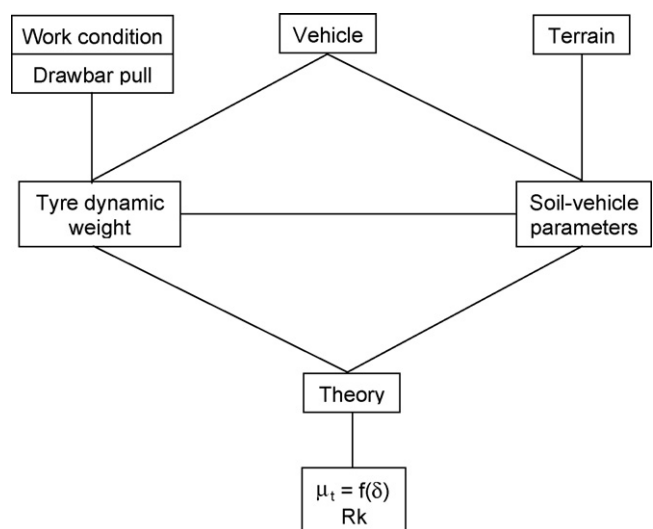 Work condition
Drawbar pull
Vehicle
Terrain
Tyre dynamic
weight
Soil-vehicle
parameters
Theory
μt = f(δ)
Rk